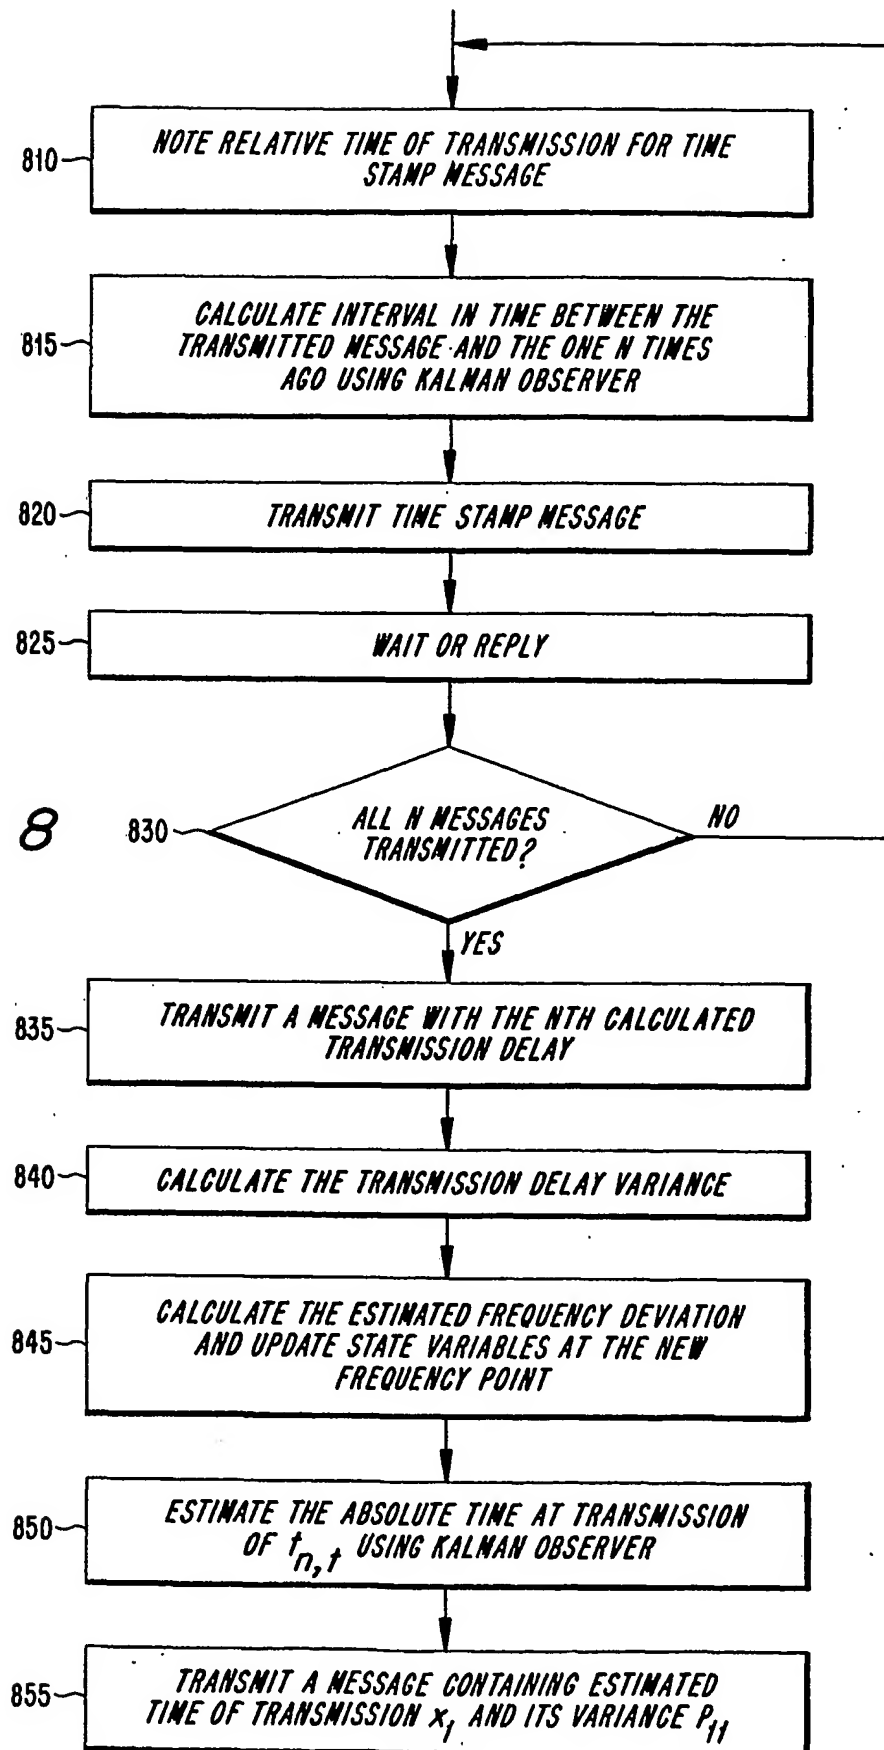 810
NOTE RELATIVE TIME OF TRANSMISSION FOR TIME
STAMP MESSAGE
815
CALCULATE INTERVAL IN TIME BETWEEN THE
TRANSMITTED MESSAGE AND THE ONE N TIMES
AGO USING KALMAN OBSERVER
820
TRANSMIT TIME STAMP MESSAGE
825
WAIT OR REPLY
8
830
ALL N MESSAGES
TRANSMITTED?
NO
YES
835
TRANSMIT A MESSAGE WITH THE NTH CALCULATED
TRANSMISSION DELAY
840
CALCULATE THE TRANSMISSION DELAY VARIANCE
845
CALCULATE THE ESTIMATED FREQUENCY DEVIATION
AND UPDATE STATE VARIABLES AT THE NEW
FREQUENCY POINT
850
ESTIMATE THE ABSOLUTE TIME AT TRANSMISSION
OF t_{n,t} USING KALMAN OBSERVER
855
TRANSMIT A MESSAGE CONTAINING ESTIMATED
TIME OF TRANSMISSION x_1 AND ITS VARIANCE P_{11}